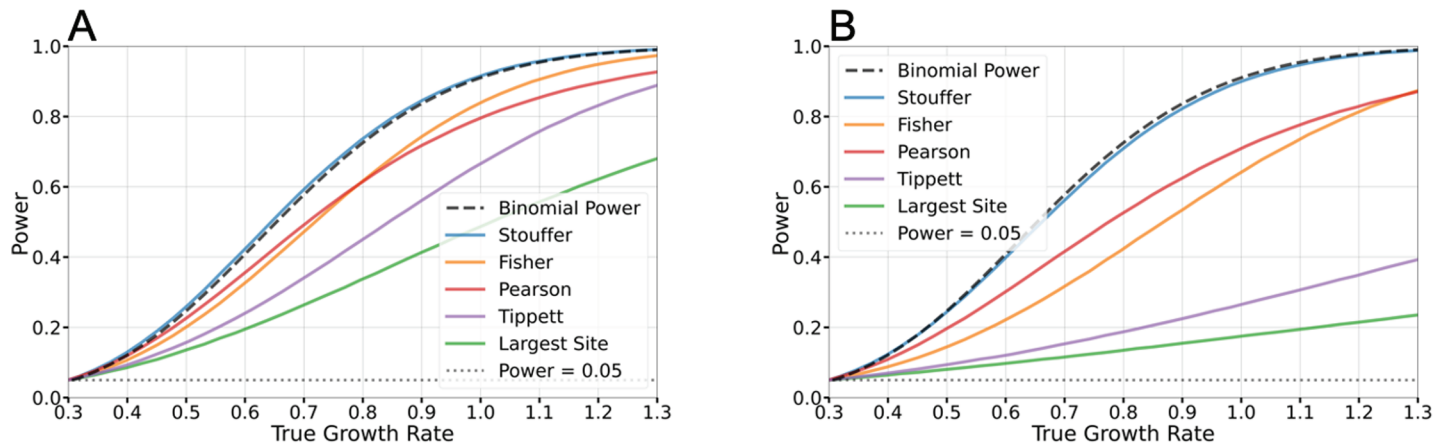 A
Power
1.0
0.8
0.6
0.4
0.2
0.0
Binomial Power
Stouffer
Fisher
Pearson
Tippett
Largest Site
Power = 0.05
0.3 0.4 0.5 0.6 0.7 0.8 0.9 1.0 1.1 1.2 1.3
True Growth Rate
B
Power
1.0
0.8
0.6
0.4
0.2
0.0
Binomial Power
Stouffer
Fisher
Pearson
Tippett
Largest Site
Power = 0.05
0.3 0.4 0.5 0.6 0.7 0.8 0.9 1.0 1.1 1.2 1.3
True Growth Rate